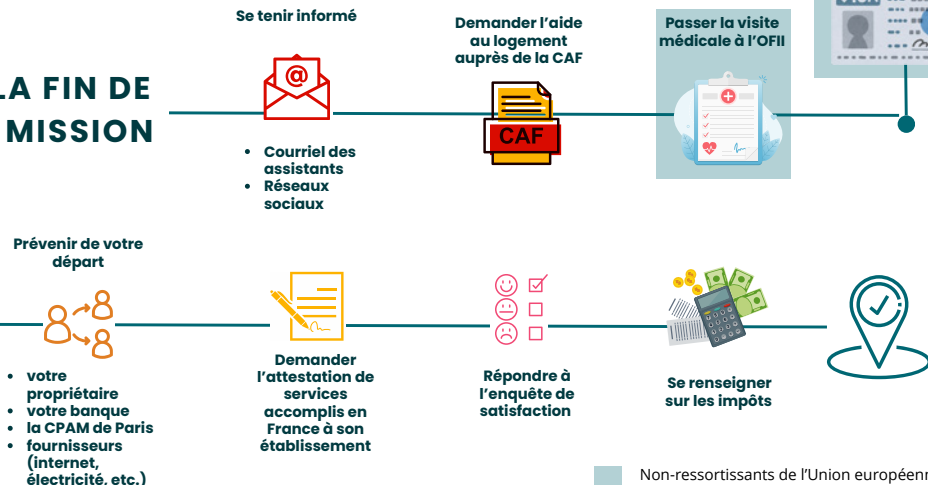 Se tenir informé
Demander l'aide
au logement
auprès de la CAF
Passer la visite
médicale à l'OFII
LA FIN DE
MISSION
@
CAF
• Courriel des
assistants
• Réseaux
sociaux
Prévenir de votre
départ
• votre
propriétaire
• votre banque
• la CPAM de Paris
• fournisseurs
(internet,
électricité, etc.)
Demander
l'attestation de
services
accomplis en
France à son
établissement
Répondre à
l'enquête de
satisfaction
Se renseigner
sur les impôts
Non-ressortissants de l'Union européenn